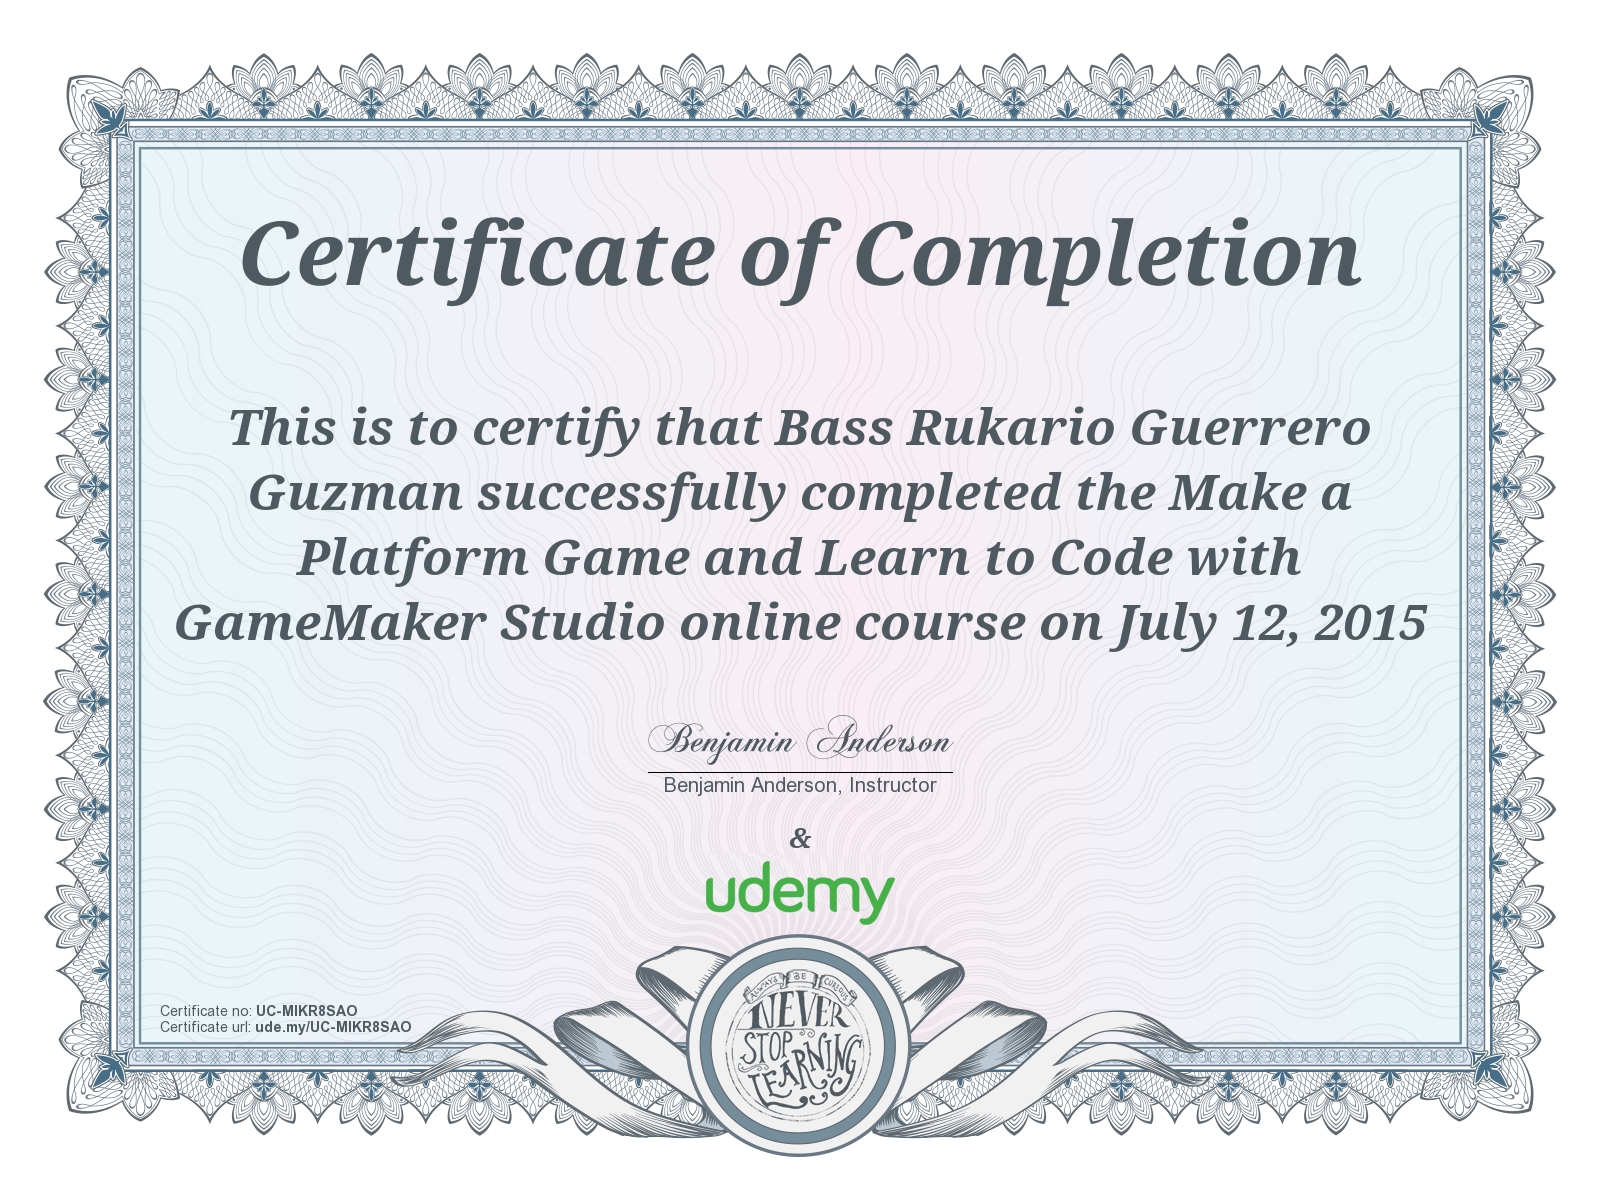 Certificate of Completion
This is to certify that Bass Rukario Guerrero
Guzman successfully completed the Make a
Platform Game and Learn to Code with
GameMaker Studio online course on July 12, 2015
Benjamin Anderson
Benjamin Anderson, Instructor
&
udemy
Certificate no: UC-MIKR8SAO
Certificate url: ude.my/UC-MIKR8SAO
ALWAYS BE CURIOUS
NEVER
STOP
LEARNING